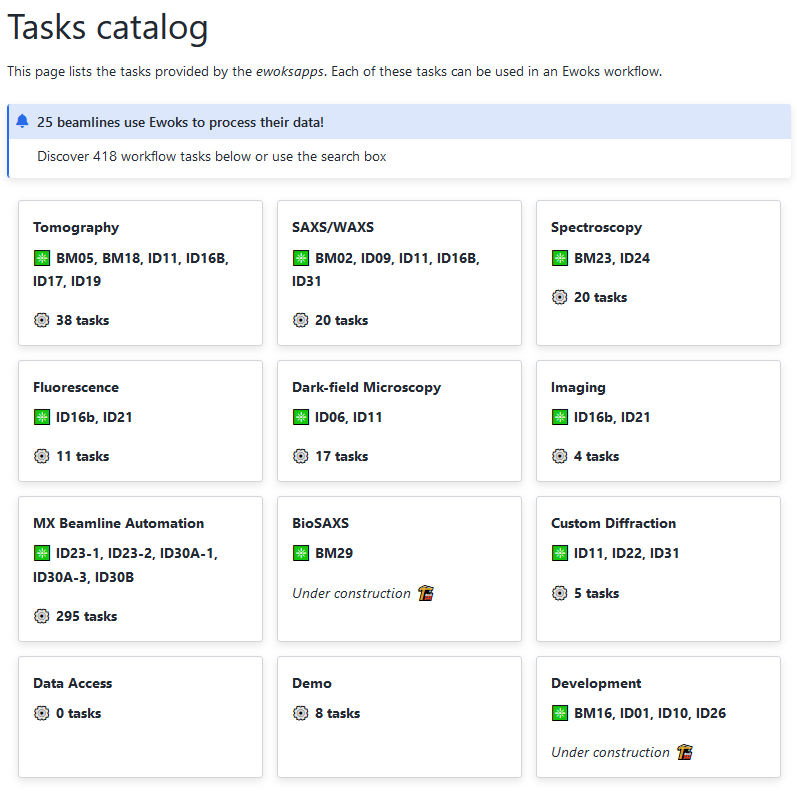 Tasks catalog
This page lists the tasks provided by the ewoksapps. Each of these tasks can be used in an Ewoks workflow.
25 beamlines use Ewoks to process their data!
Discover 418 workflow tasks below or use the search box
Tomography
BM05, BM18, ID11, ID16B,
ID17, ID19
38 tasks
SAXS/WAXS
BM02, ID09, ID11, ID16B,
ID31
20 tasks
Spectroscopy
BM23, ID24
20 tasks
Fluorescence
ID16b, ID21
11 tasks
Dark-field Microscopy
ID06, ID11
17 tasks
Imaging
ID16b, ID21
4 tasks
MX Beamline Automation
ID23-1, ID23-2, ID30A-1,
ID30A-3, ID30B
295 tasks
BioSAXS
BM29
Under construction
Custom Diffraction
ID11, ID22, ID31
5 tasks
Data Access
0 tasks
Demo
8 tasks
Development
BM16, ID01, ID10, ID26
Under construction